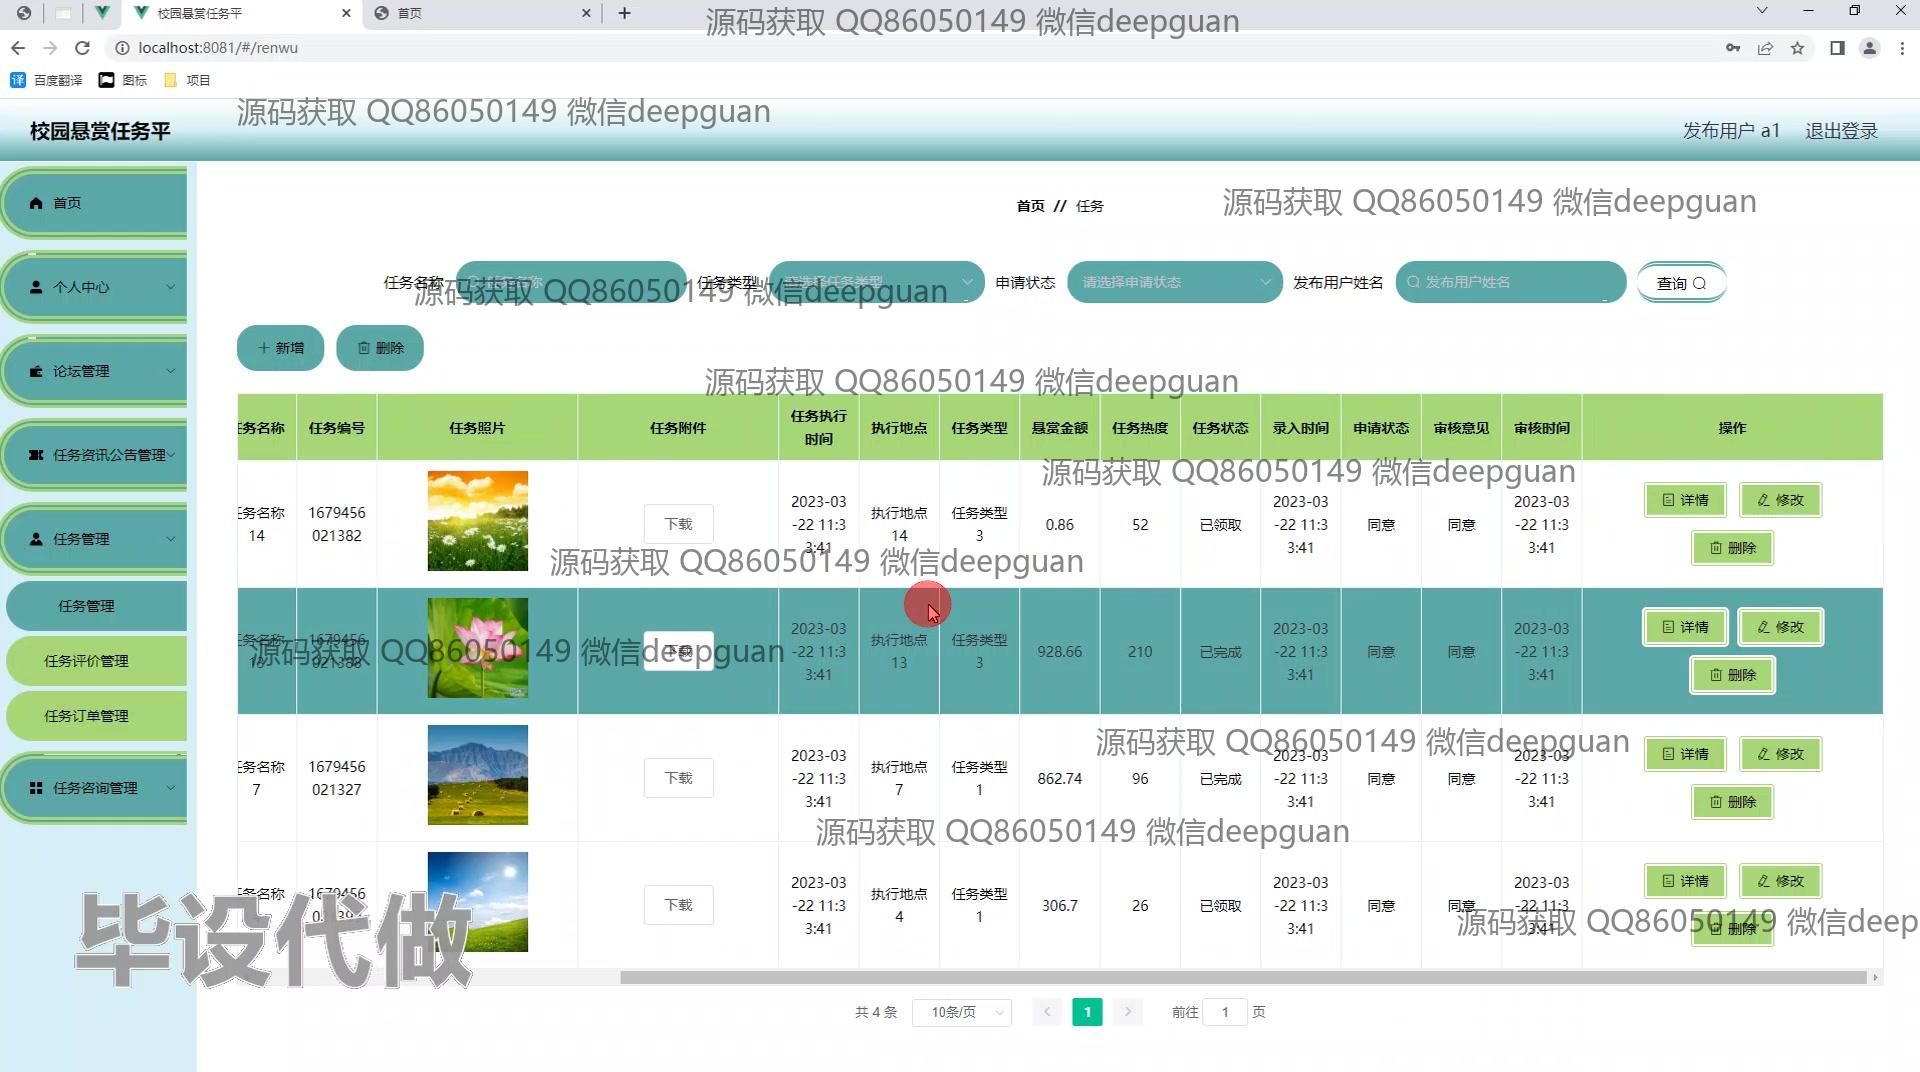 校园悬赏任务平
首页
localhost:8081/#/renwu
百度翻译
图标
项目
源码获取 QQ86050149 微信deepguan
源码获取 QQ86050149 微信deepguan
校园悬赏任务平
发布用户 a1
退出登录
首页
个人中心
论坛管理
任务资讯公告管理
任务管理
任务管理
任务评价管理
任务订单管理
任务咨询管理
首页 // 任务
源码获取 QQ86050149 微信deepguan
任务名称
任务类型
请选择任务类型
申请状态
请选择申请状态
发布用户姓名
发布用户姓名
查询
源码获取 QQ86050149 微信deepguan
新增
删除
源码获取 QQ86050149 微信deepguan
任务名称 任务编号 任务照片 任务附件 任务执行时间 执行地点 任务类型 悬赏金额 任务热度 任务状态 录入时间 申请状态 审核意见 审核时间 操作
源码获取 QQ86050149 微信deepguan
任务名称14 1679456021382 下载 2023-03-22 11:33:41 执行地点14 任务类型3 0.86 52 已领取 2023-03-22 11:33:41 同意 同意 2023-03-22 11:33:41 详情 修改 删除
源码获取 QQ86050149 微信deepguan
任务名称13 1679456021388 下载 2023-03-22 11:33:41 执行地点13 任务类型3 928.66 210 已完成 2023-03-22 11:33:41 同意 同意 2023-03-22 11:33:41 详情 修改 删除
源码获取 QQ86050149 微信deepguan
源码获取 QQ86050149 微信deepguan
任务名称7 1679456021327 下载 2023-03-22 11:33:41 执行地点7 任务类型1 862.74 96 已完成 2023-03-22 11:33:41 同意 同意 2023-03-22 11:33:41 详情 修改 删除
源码获取 QQ86050149 微信deepguan
任务名称 1679456 下载 2023-03-22 11:33:41 执行地点4 任务类型1 306.7 26 已领取 2023-03-22 11:33:41 同意 同意 2023-03-22 11:33:41 详情 修改 删除
源码获取 QQ86050149 微信deep
毕设代做
共 4 条
10条/页
1
前往 1 页